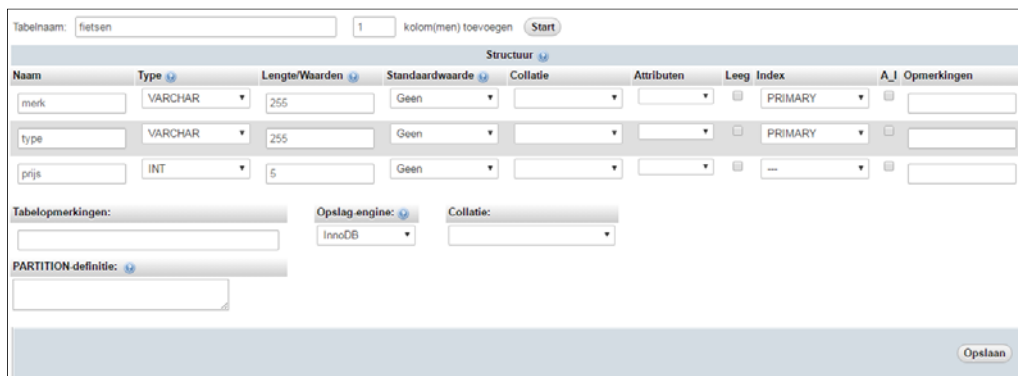 Tabelnaam: fietsen 1 kolom(men) toevoegen Start
Structuur
Naam Type Lengte/Waarden Standaardwaarde Collatie Attributen Leeg Index A_I Opmerkingen
merk VARCHAR 255 Geen PRIMARY
type VARCHAR 255 Geen PRIMARY
prijs INT 5 Geen ---
Tabelopmerkingen: Opslag-engine: Collatie:
InnoDB
PARTITION-definitie:
Opslaan